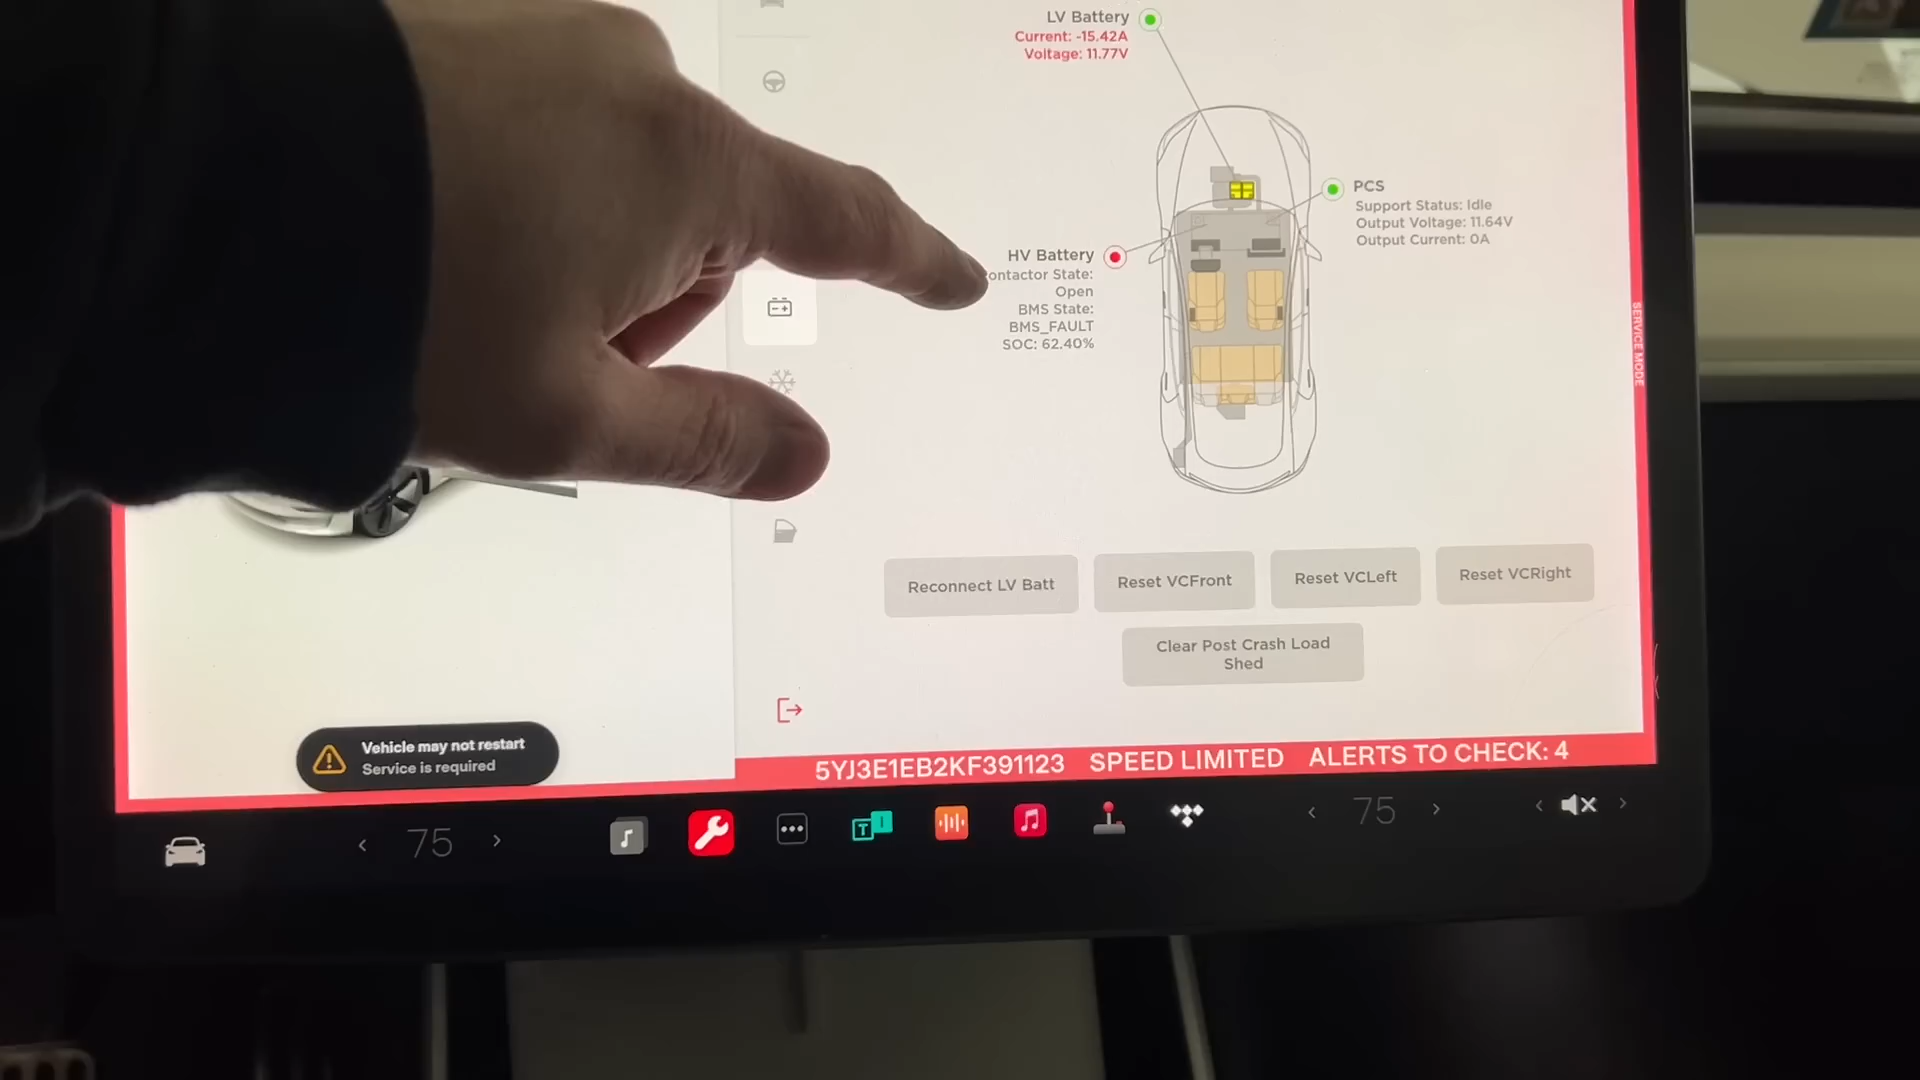 LV Battery
Current: -15.42A
Voltage: 11.77V
PCS
Support Status: Idle
Output Voltage: 11.64V
Output Current: 0A
HV Battery
ontactor State:
Open
BMS State:
BMS_FAULT
SOC: 62.40%
SERVICE MODE
Reconnect LV Batt
Reset VCFront
Reset VCLeft
Reset VCRight
Clear Post Crash Load
Shed
Vehicle may not restart
Service is required
5YJ3E1EB2KF391123 SPEED LIMITED ALERTS TO CHECK: 4
75
T I
75